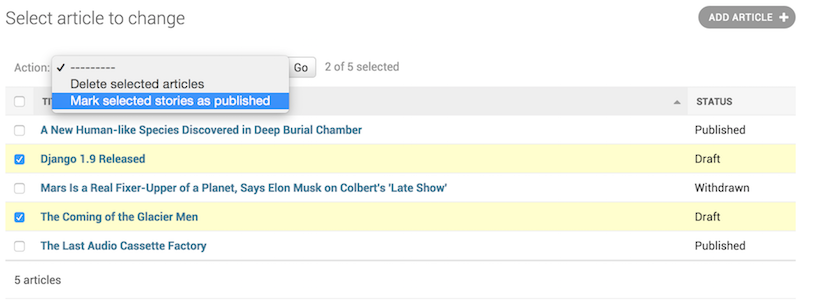 Select article to change
ADD ARTICLE +
Action: ✓ ---------
Go 2 of 5 selected
Delete selected articles
Mark selected stories as published
STATUS
A New Human-like Species Discovered in Deep Burial Chamber Published
Django 1.9 Released Draft
Mars Is a Real Fixer-Upper of a Planet, Says Elon Musk on Colbert's 'Late Show' Withdrawn
The Coming of the Glacier Men Draft
The Last Audio Cassette Factory Published
5 articles